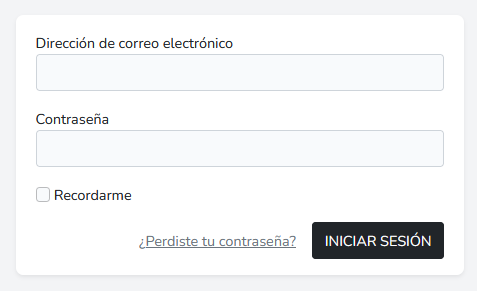 Dirección de correo electrónico
Contraseña
Recordarme
¿Perdiste tu contraseña? INICIAR SESIÓN